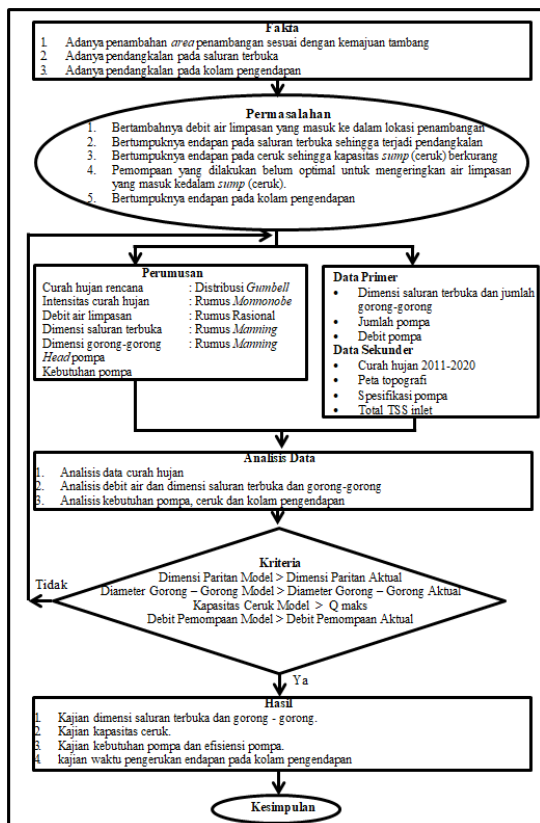 Fakta
1. Adanya penambahan area penambangan sesuai dengan kemajuan tambang
2. Adanya pendangkalan pada saluran terbuka
3. Adanya pendangkalan pada kolam pengendapan
Permasalahan
1. Bertambahnya debit air limpasan yang masuk ke dalam lokasi penambangan
2. Bertumpuknya endapan pada saluran terbuka sehingga terjadi pendangkalan
3. Bertumpuknya endapan pada ceruk sehingga kapasitas sump (ceruk) berkurang
4. Pemompaan yang dilakukan belum optimal untuk mengeringkan air limpasan
yang masuk kedalam sump (ceruk).
5. Bertumpuknya endapan pada kolam pengendapan
Perumusan
Curah hujan rencana : Distribusi Gumbell
Intensitas curah hujan : Rumus Monnonobe
Debit air limpasan : Rumus Rasional
Dimensi saluran terbuka : Rumus Manning
Dimensi gorong-gorong : Rumus Manning
Head pompa
Kebutuhan pompa
Data Primer
• Dimensi saluran terbuka dan jumlah
gorong-gorong
• Jumlah pompa
• Debit pompa
Data Sekunder
• Curah hujan 2011-2020
• Peta topografi
• Spesifikasi pompa
• Total TSS inlet
Analisis Data
1. Analisis data curah hujan
2. Analisis debit air dan dimensi saluran terbuka dan gorong-gorong
3. Analisis kebutuhan pompa, ceruk dan kolam pengendapan
Kriteria
Dimensi Paritan Model > Dimensi Paritan Aktual
Diameter Gorong – Gorong Model > Diameter Gorong – Gorong Aktual
Kapasitas Ceruk Model > Q maks
Debit Pemompaan Model > Debit Pemompaan Aktual
Tidak
Ya
Hasil
1. Kajian dimensi saluran terbuka dan gorong - gorong.
2. Kajian kapasitas ceruk.
3. Kajian kebutuhan pompa dan efisiensi pompa.
4. kajian waktu pengerukan endapan pada kolam pengendapan
Kesimpulan